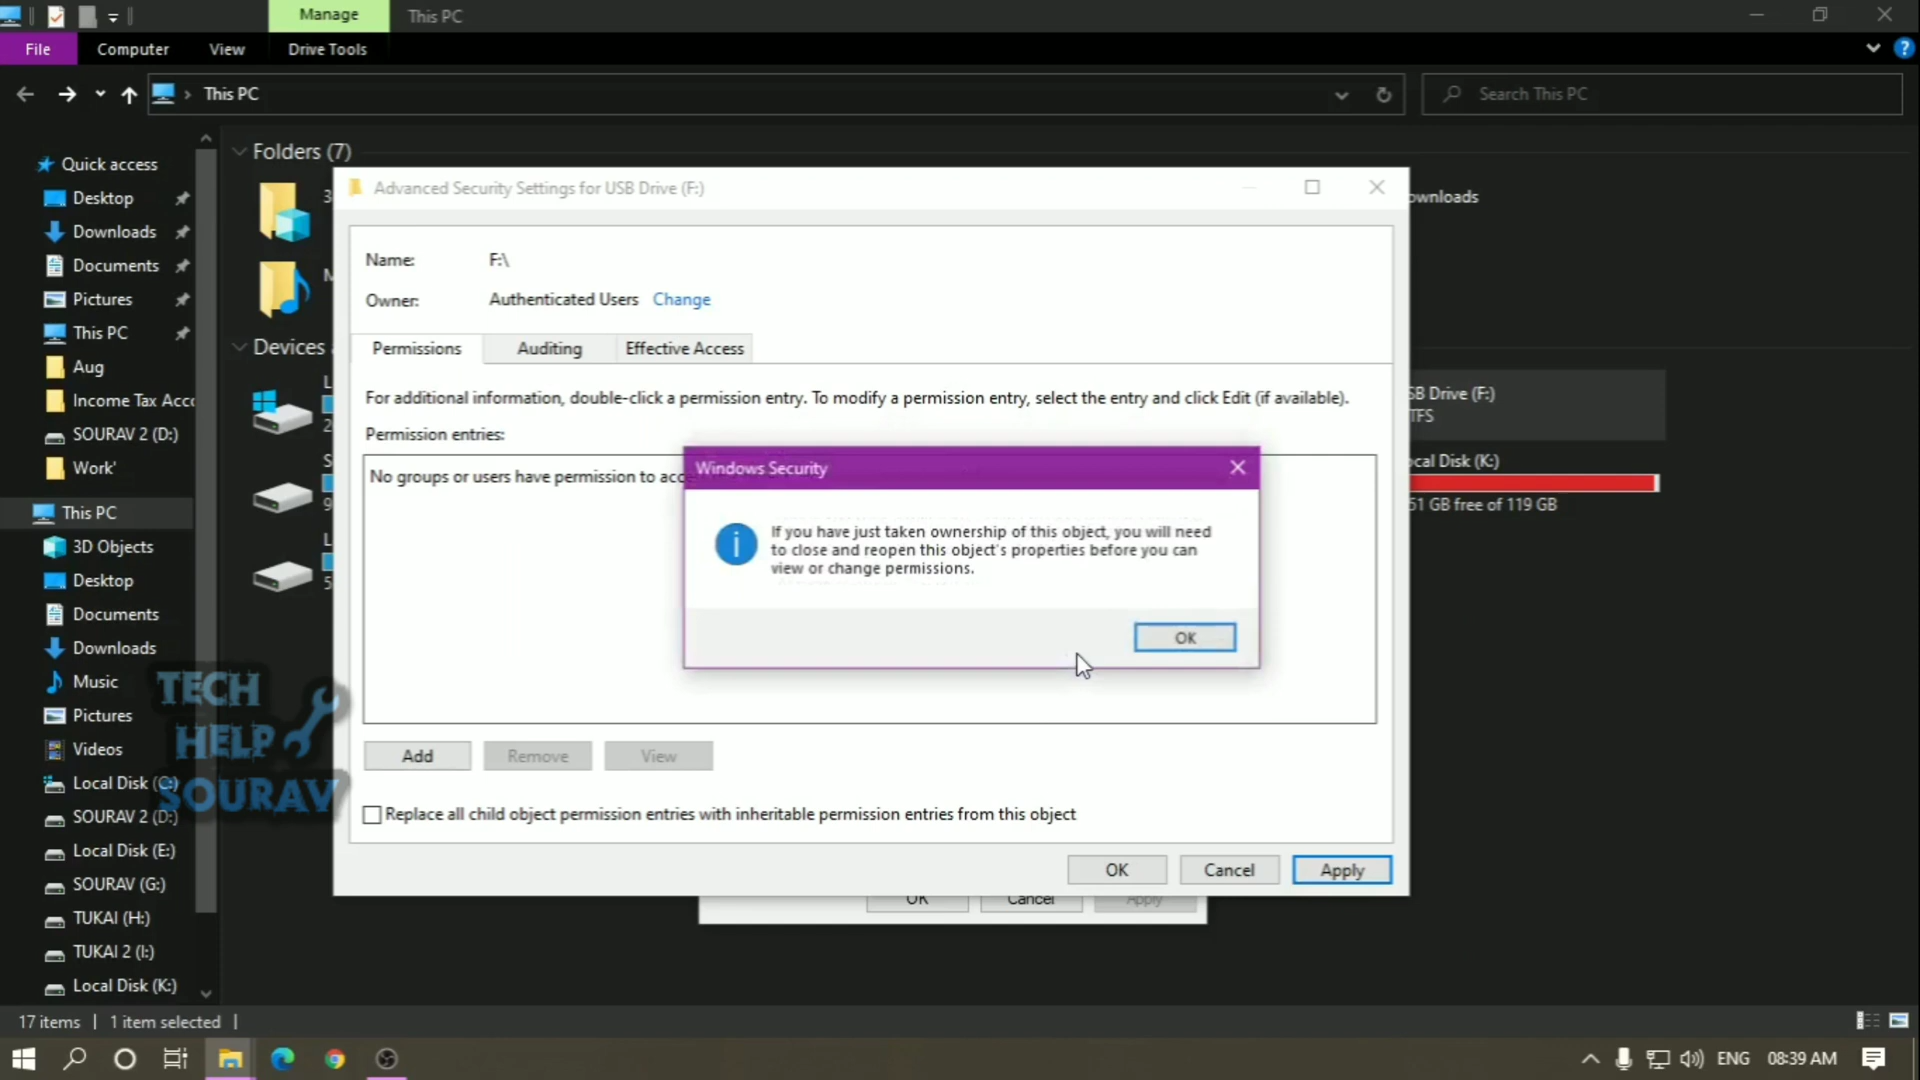 Manage
This PC
File
Computer
View
Drive Tools
This PC
Search This PC
Quick access
Desktop
Downloads
Documents
Pictures
This PC
Aug
Income Tax Acc
SOURAV 2 (D:)
Work'
This PC
3D Objects
Desktop
Documents
Downloads
Music
Pictures
Videos
Local Disk (C:)
SOURAV 2 (D:)
Local Disk (E:)
SOURAV (G:)
TUKAI (H:)
TUKAI 2 (I:)
Local Disk (K:)
Folders (7)
Devices
ownloads
SB Drive (F:)
TFS
ocal Disk (K:)
51 GB free of 119 GB
Advanced Security Settings for USB Drive (F:)
Name:
F:\
Owner:
Authenticated Users
Change
Permissions
Auditing
Effective Access
For additional information, double-click a permission entry. To modify a permission entry, select the entry and click Edit (if available).
Permission entries:
No groups or users have permission to acce
Windows Security
If you have just taken ownership of this object, you will need
to close and reopen this object's properties before you can
view or change permissions.
OK
Add
Remove
View
Replace all child object permission entries with inheritable permission entries from this object
OK
Cancel
Apply
OK
Cancel
Apply
TECH
HELP
SOURAV
17 items
1 item selected
ENG
08:39 AM